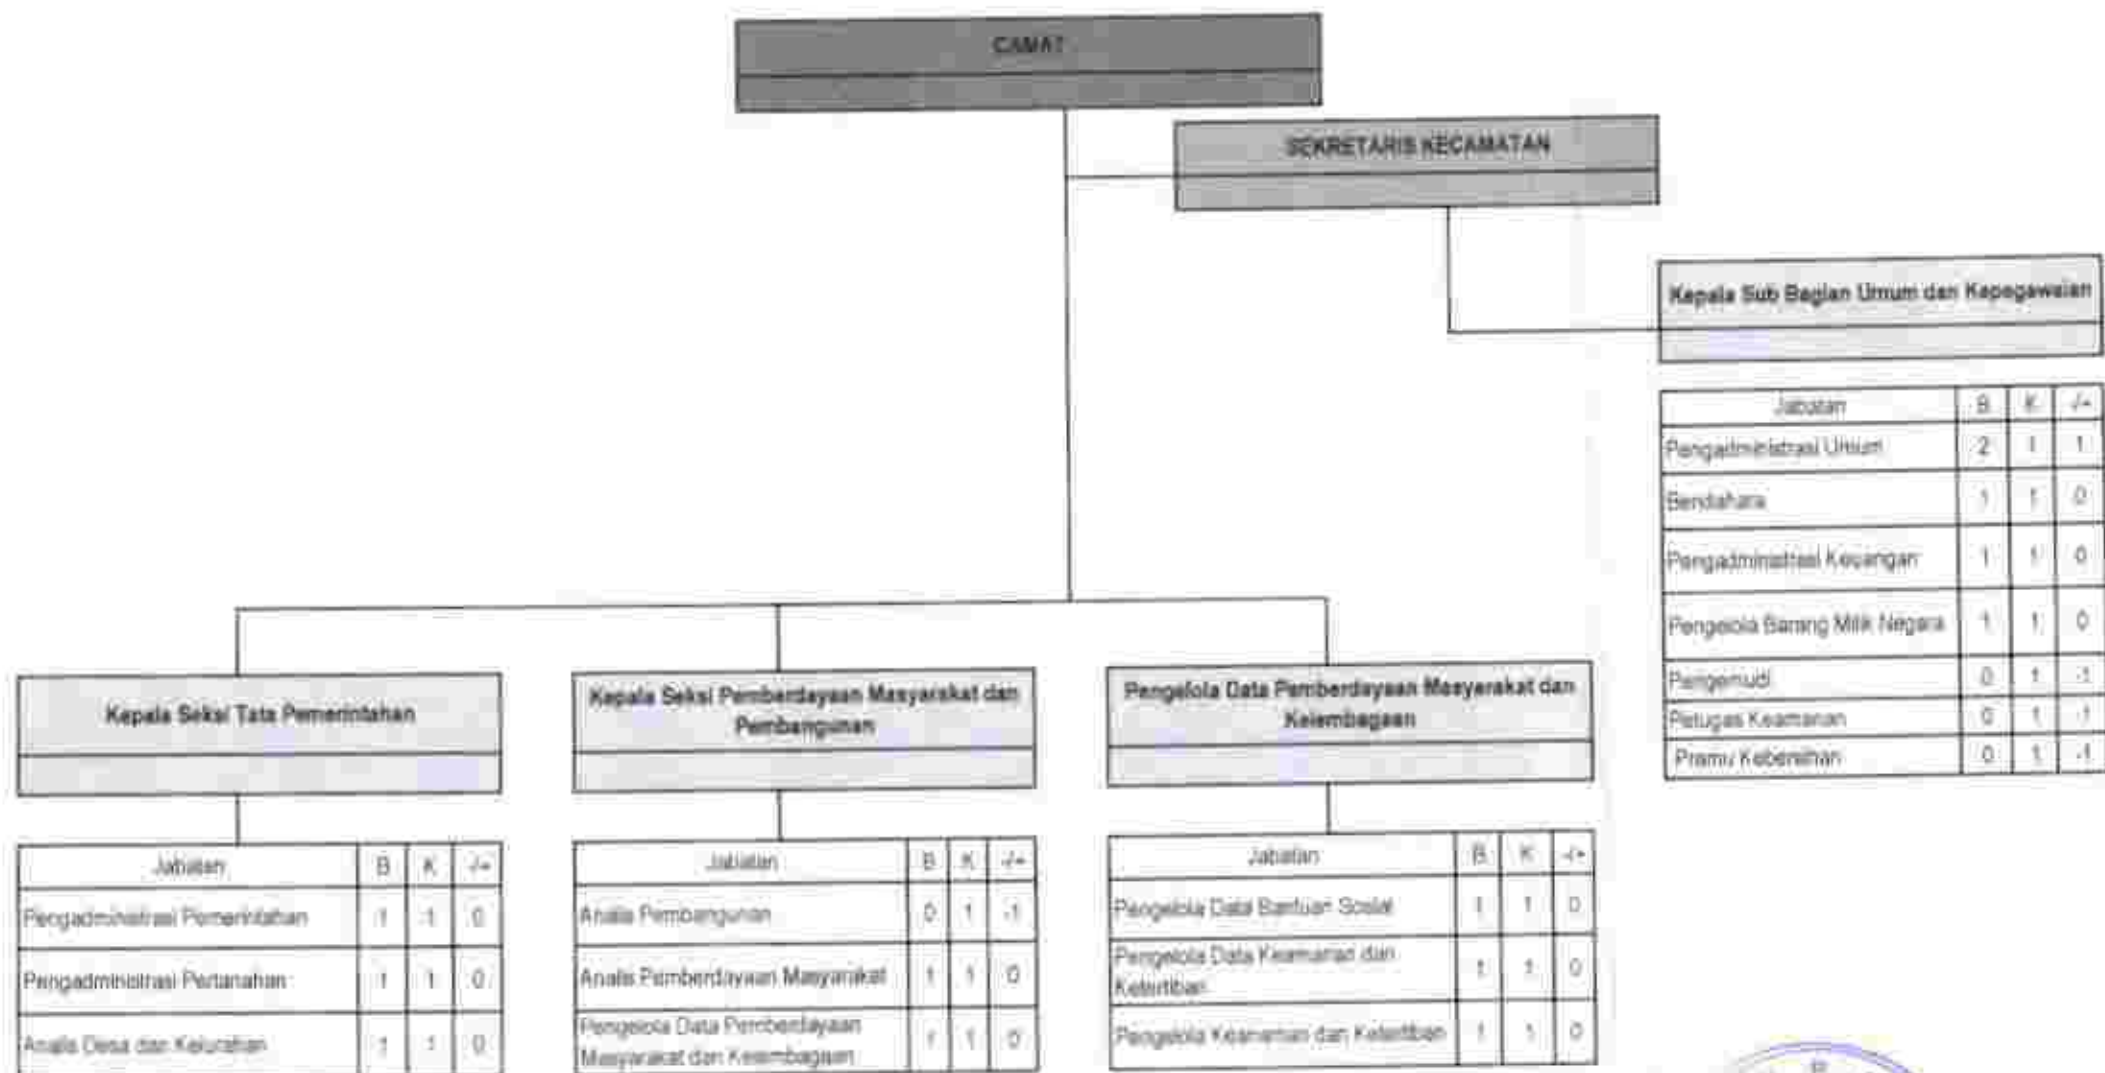 CAMAT
SEKRETARIS KECAMATAN
Kepala Sub Bagian Umum dan Kepegawaian
Jabatan B K -/+
Pengadministrasi Umum 2 1 1
Bendahara 1 1 0
Pengadministrasi Keuangan 1 1 0
Pengelola Barang Milik Negara 1 1 0
Pengemudi 0 1 -1
Petugas Keamanan 0 1 -1
Pramu Kebersihan 0 1 -1
Kepala Seksi Tata Pemerintahan
Jabatan B K -/+
Pengadministrasi Pemerintahan 1 1 0
Pengadministrasi Pertanahan 1 1 0
Analis Desa dan Kelurahan 1 1 0
Kepala Seksi Pemberdayaan Masyarakat dan
Pembangunan
Jabatan B K -/+
Analis Pembangunan 0 1 -1
Analis Pemberdayaan Masyarakat 1 1 0
Pengelola Data Pemberdayaan
Masyarakat dan Kelembagaan 1 1 0
Pengelola Data Pemberdayaan Masyarakat dan
Kelembagaan
Jabatan B K -/+
Pengelola Data Bantuan Sosial 1 1 0
Pengelola Data Keamanan dan
Ketertiban 1 1 0
Pengelola Keamanan dan Ketertiban 1 1 0